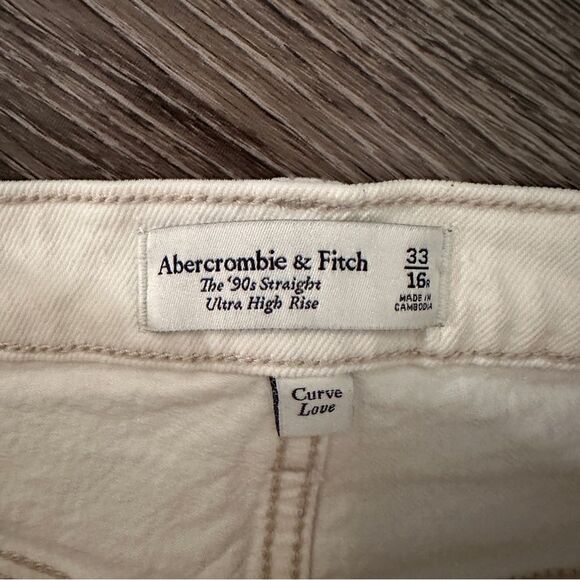 Abercrombie & Fitch
The '90s Straight
Ultra High Rise
33
16R
MADE IN
CAMBODIA
Curve
Love